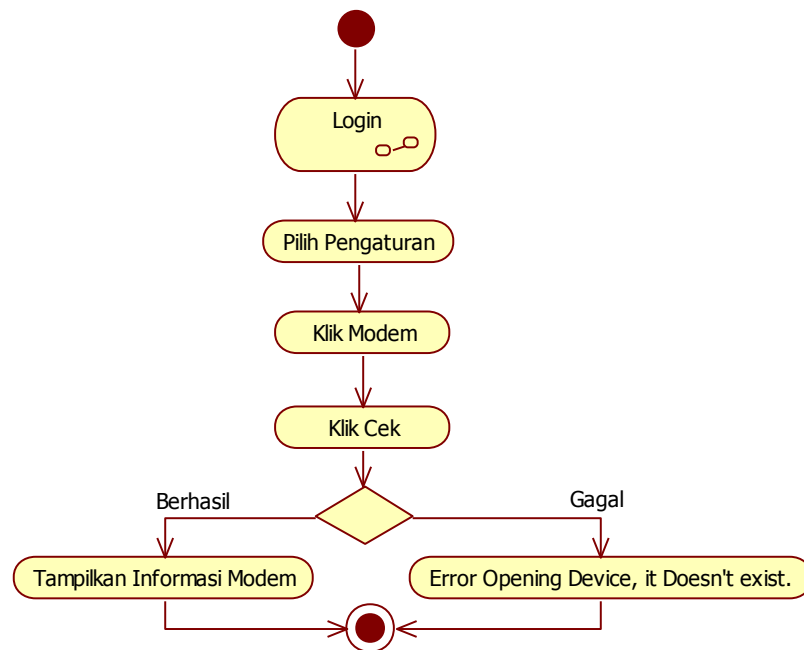 Login
Pilih Pengaturan
Klik Modem
Klik Cek
Berhasil
Gagal
Tampilkan Informasi Modem
Error Opening Device, it Doesn't exist.